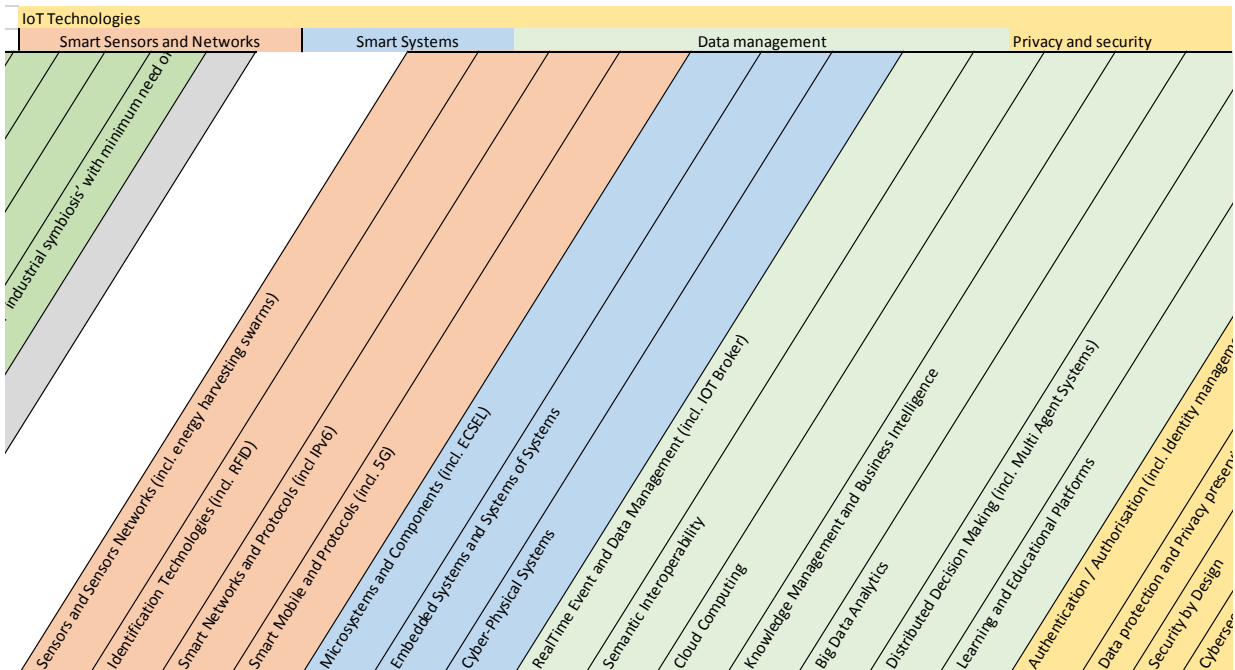 IoT Technologies
Smart Sensors and Networks
Smart Systems
Data management
Privacy and security
industrial symbiosis' with minimum need or
Sensors and Sensors Networks (incl. energy harvesting swarms)
Identification Technologies (incl. RFID)
Smart Networks and Protocols (incl IPv6)
Smart Mobile and Protocols (incl. 5G)
Microsystems and Components (incl. ECSEL)
Embedded Systems and Systems of Systems
Cyber-Physical Systems
RealTime Event and Data Management (incl. IOT Broker)
Semantic Interoperability
Cloud Computing
Knowledge Management and Business Intelligence
Big Data Analytics
Distributed Decision Making (incl. Multi Agent Systems)
Learning and Educational Platforms
Authentication / Authorisation (incl. Identity manageme
Data protection and Privacy preserv
Security by Design
Cybersec